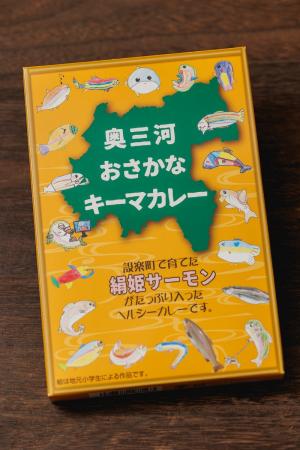 奥三河
おさかな
キーマカレー
設楽町で育てた
絹姫サーモン
がたっぷり入った
ヘルシーカレーです。
絵は地元小学生による作品です。